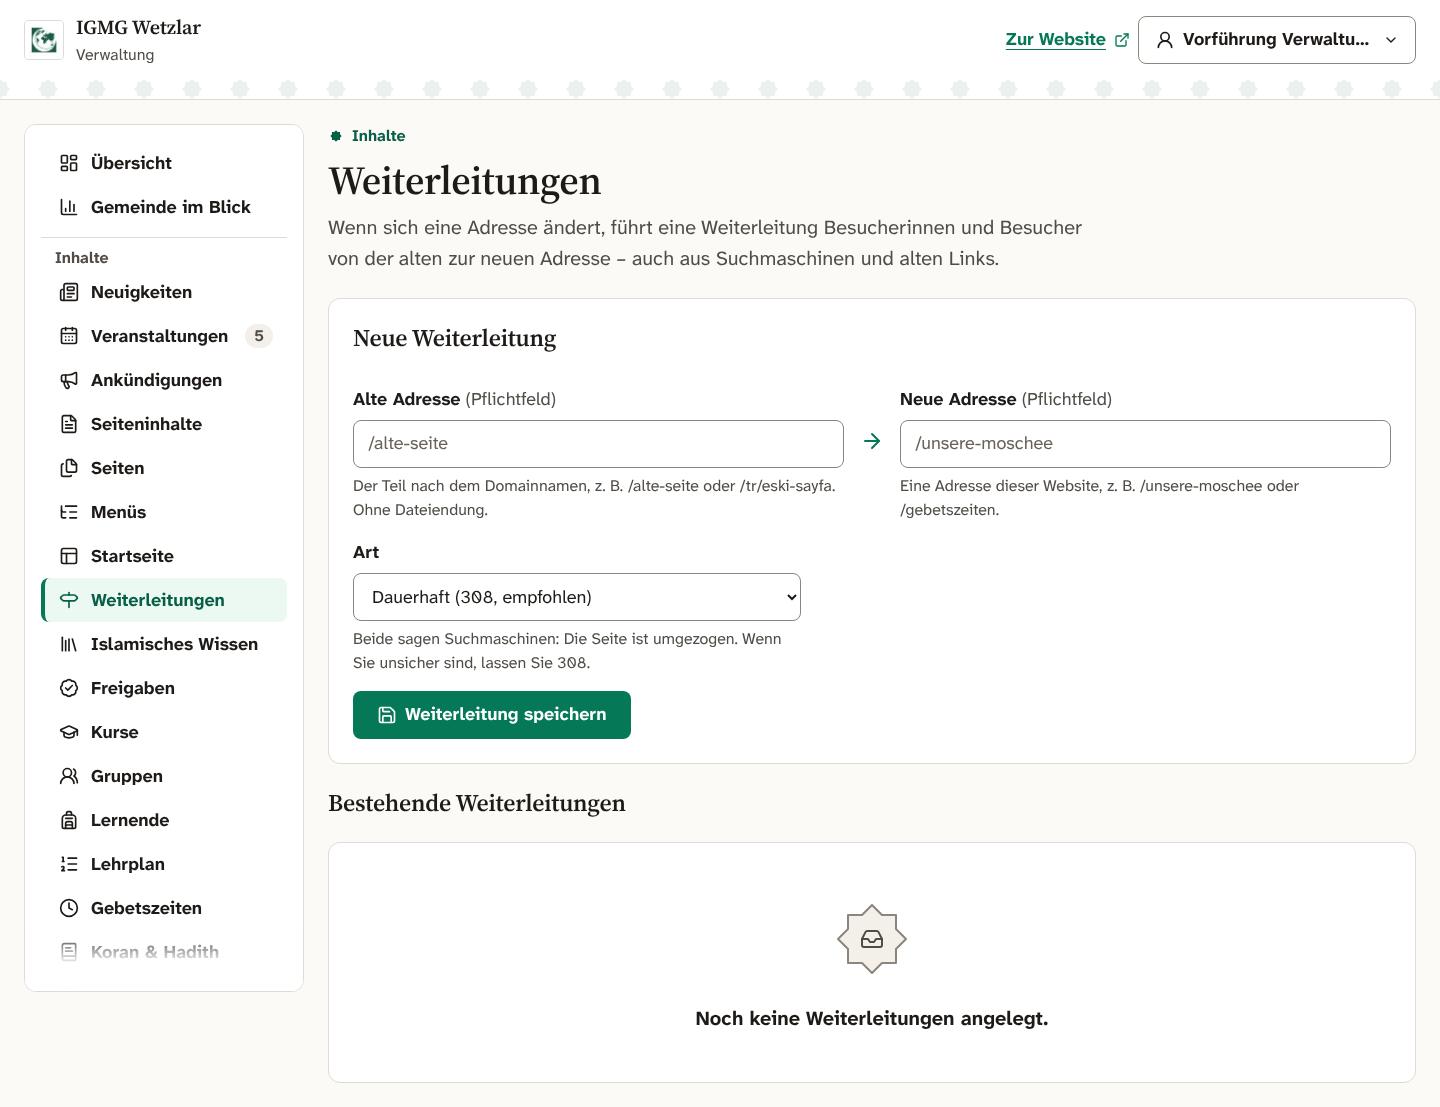 IGMG Wetzlar
Verwaltung
Zur Website
Vorführung Verwaltu...
Übersicht
Gemeinde im Blick
Inhalte
Neuigkeiten
Veranstaltungen 5
Ankündigungen
Seiteninhalte
Seiten
Menüs
Startseite
Weiterleitungen
Islamisches Wissen
Freigaben
Kurse
Gruppen
Lernende
Lehrplan
Gebetszeiten
Koran & Hadith
Inhalte
Weiterleitungen
Wenn sich eine Adresse ändert, führt eine Weiterleitung Besucherinnen und Besucher
von der alten zur neuen Adresse – auch aus Suchmaschinen und alten Links.
Neue Weiterleitung
Alte Adresse (Pflichtfeld)
/alte-seite
Der Teil nach dem Domainnamen, z. B. /alte-seite oder /tr/eski-sayfa.
Ohne Dateiendung.
Neue Adresse (Pflichtfeld)
/unsere-moschee
Eine Adresse dieser Website, z. B. /unsere-moschee oder
/gebetszeiten.
Art
Dauerhaft (308, empfohlen)
Beide sagen Suchmaschinen: Die Seite ist umgezogen. Wenn
Sie unsicher sind, lassen Sie 308.
Weiterleitung speichern
Bestehende Weiterleitungen
Noch keine Weiterleitungen angelegt.